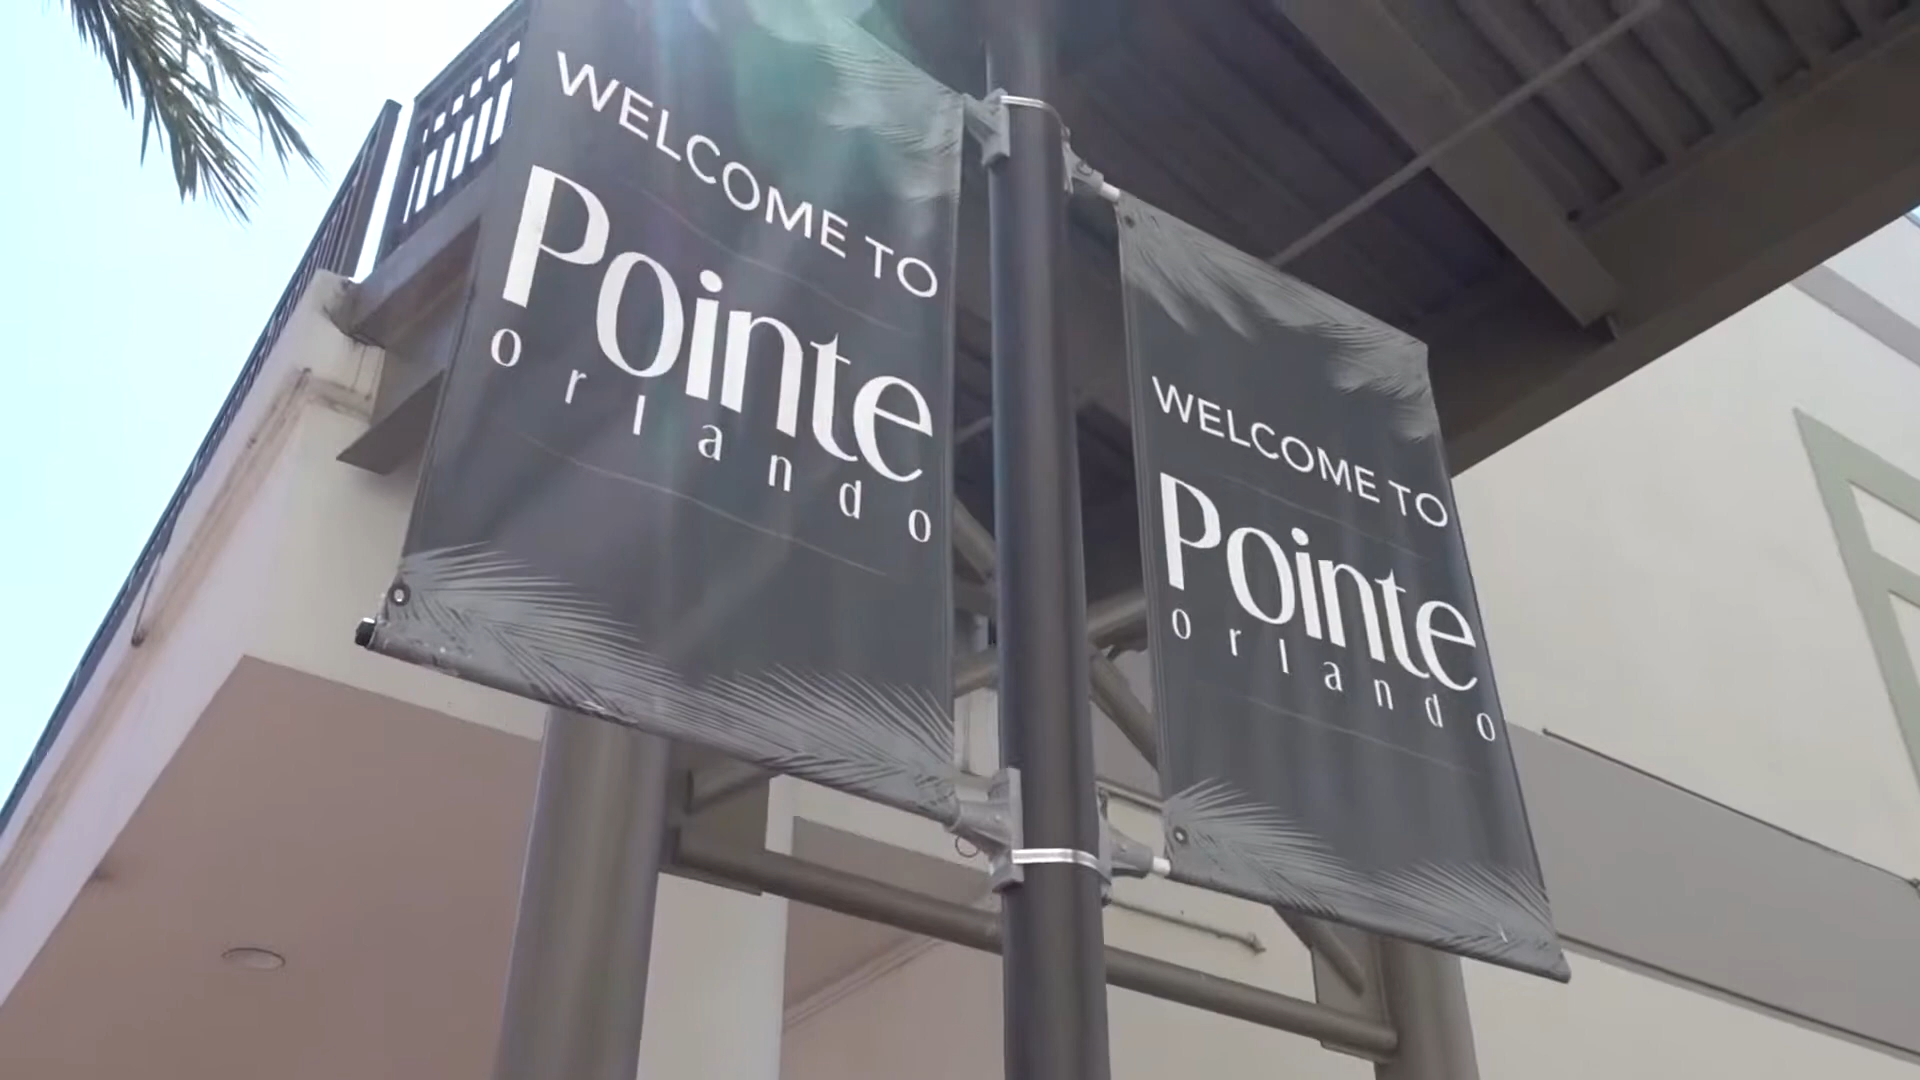 WELCOME TO
Pointe
orlando
WELCOME TO
Pointe
orlando